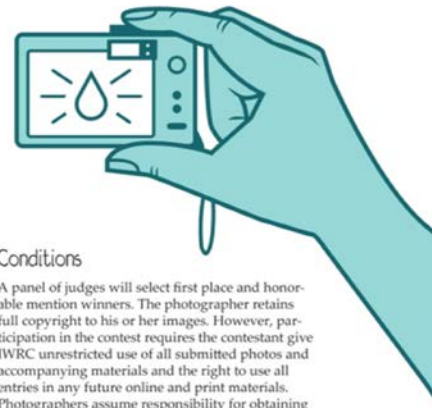 Conditions
A panel of judges will select first place and honor-
able mention winners. The photographer retains
full copyright to his or her images. However, par-
ticipation in the contest requires the contestant give
IWRC unrestricted use of all submitted photos and
accompanying materials and the right to use all
entries in any future online and print materials.
Photographers assume responsibility for obtaining